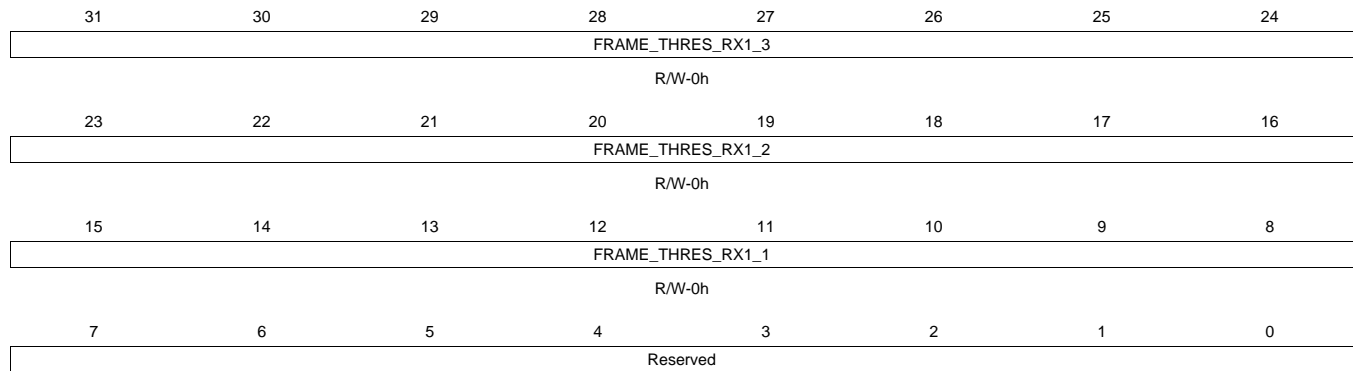 31 30 29 28 27 26 25 24
FRAME_THRES_RX1_3
R/W-0h
23 22 21 20 19 18 17 16
FRAME_THRES_RX1_2
R/W-0h
15 14 13 12 11 10 9 8
FRAME_THRES_RX1_1
R/W-0h
7 6 5 4 3 2 1 0
Reserved